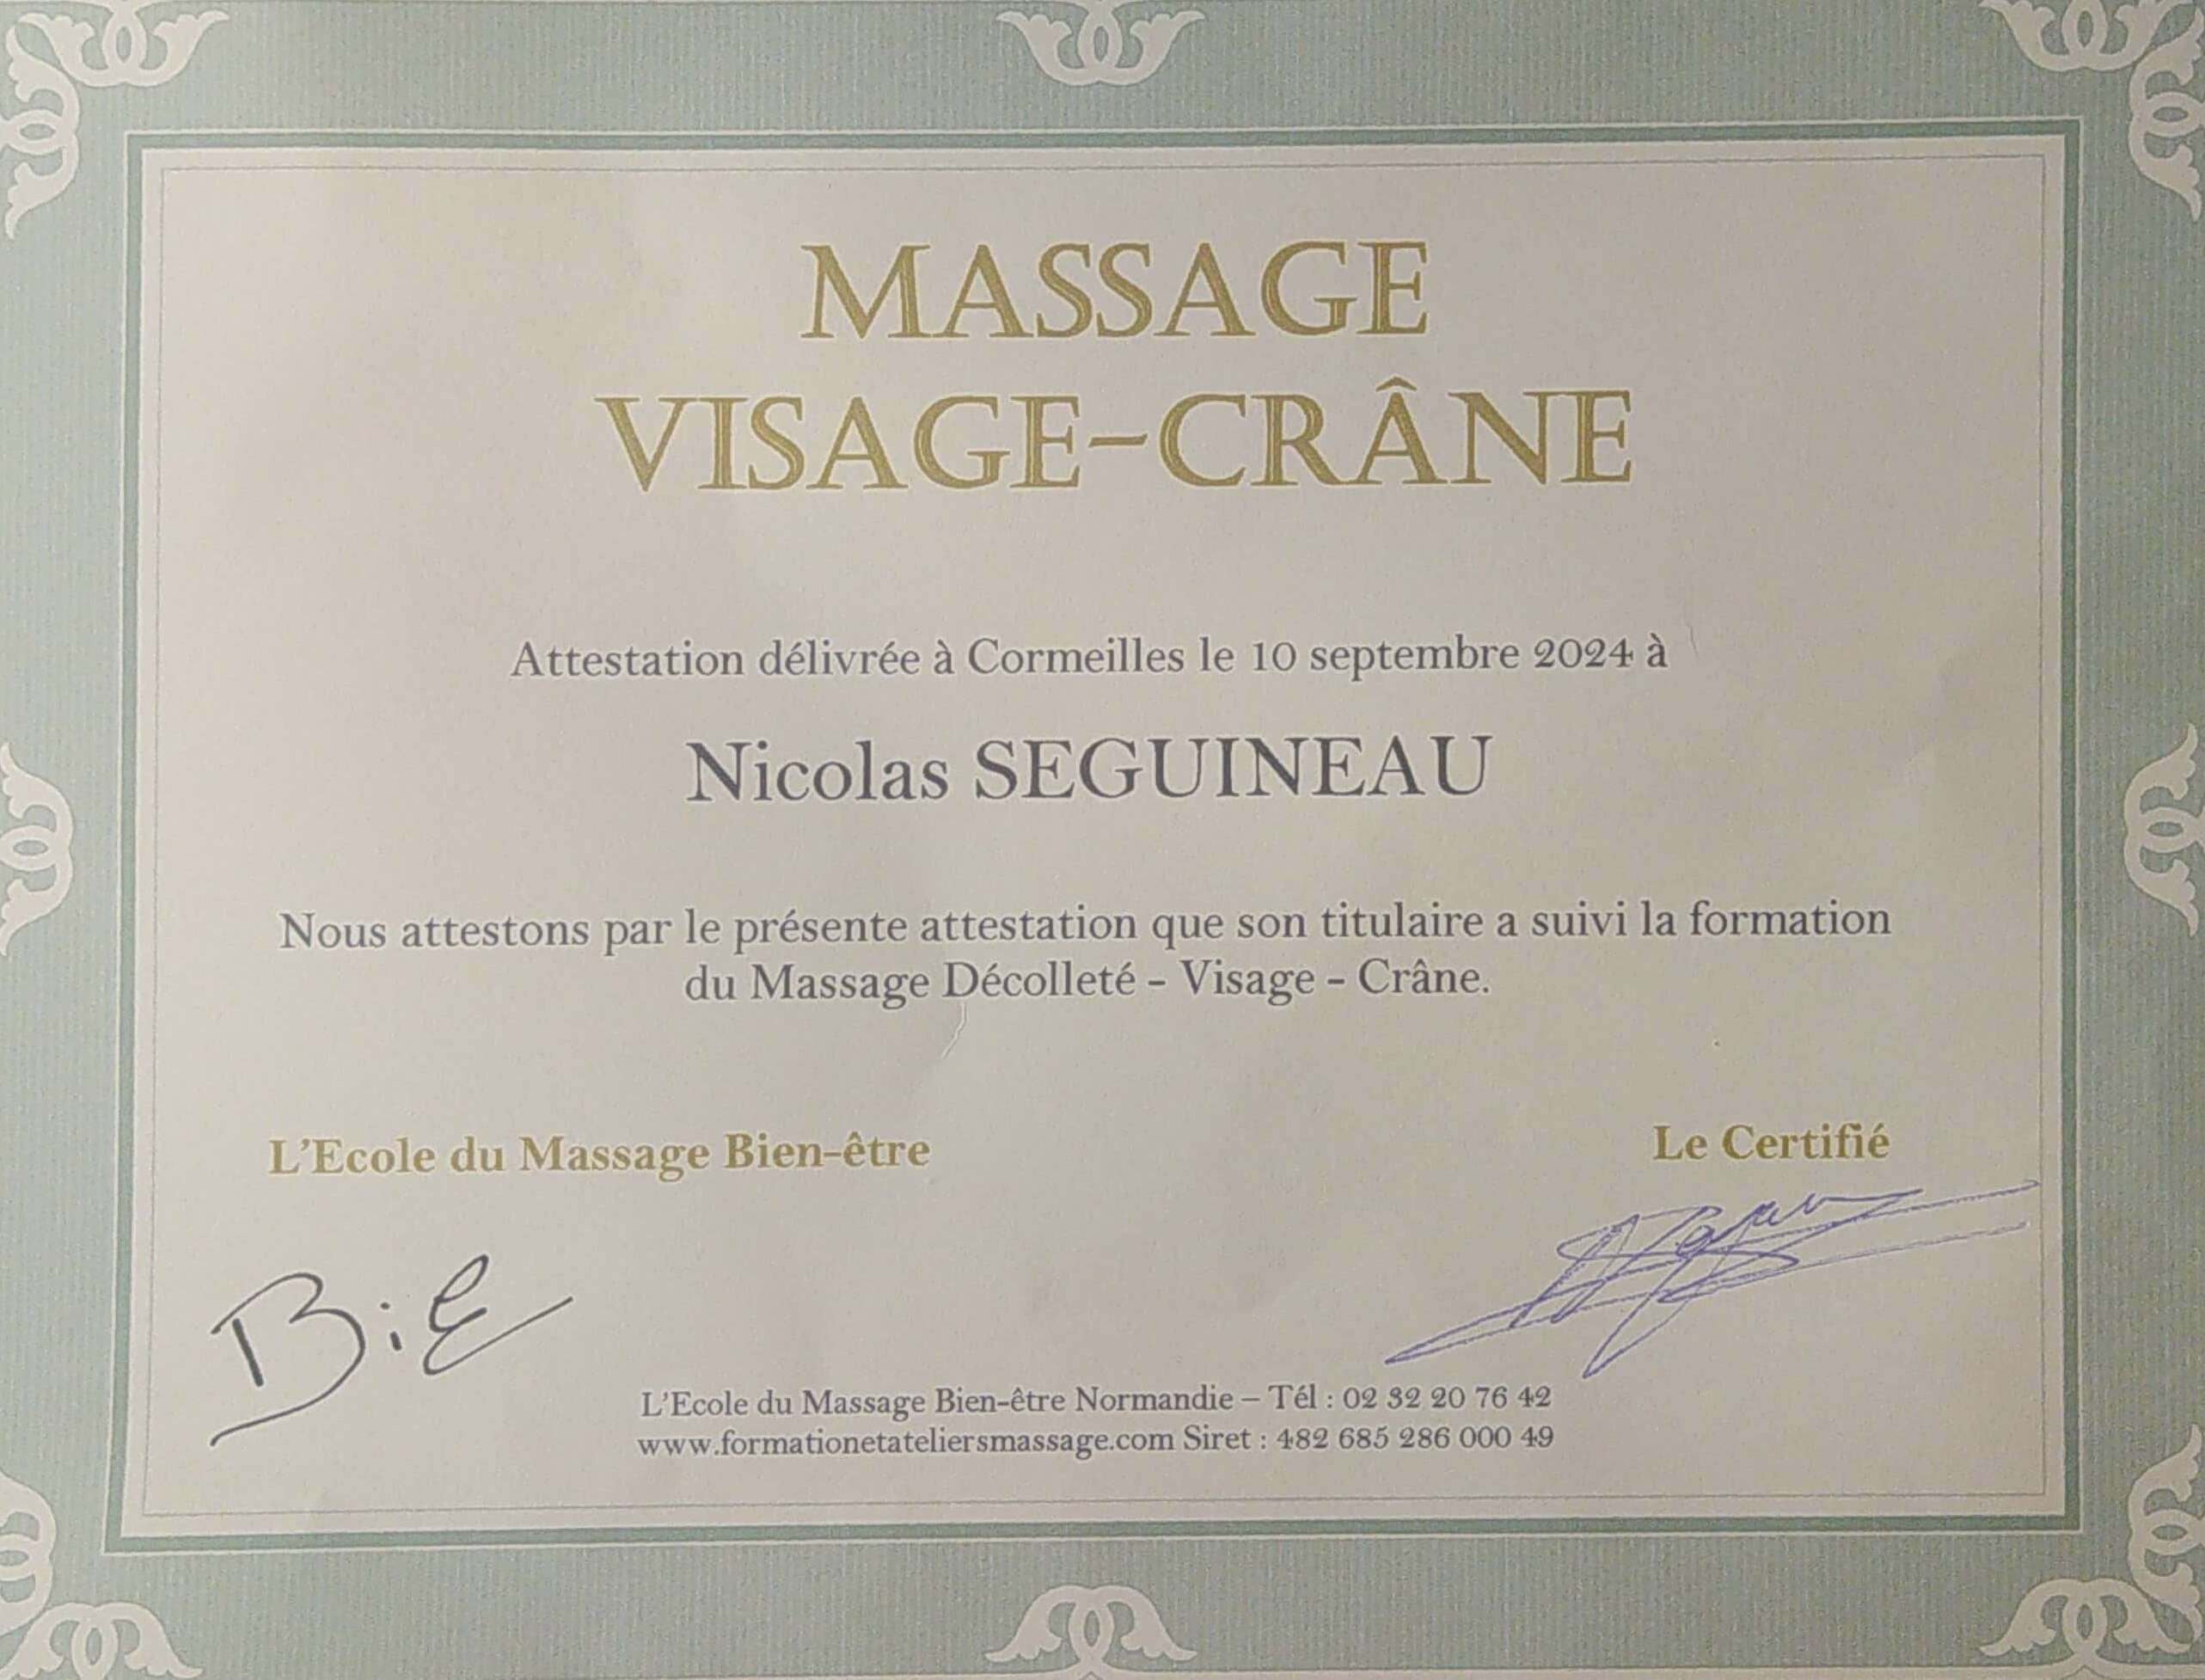 MASSAGE
VISAGE-CRÂNE
Attestation délivrée à Cormeilles le 10 septembre 2024 à
Nicolas SEGUINEAU
Nous attestons par le présente attestation que son titulaire a suivi la formation
du Massage Décolleté - Visage - Crâne.
L'Ecole du Massage Bien-être
Le Certifié
L'Ecole du Massage Bien-être Normandie – Tél : 02 32 20 76 42
www.formationetateliersmassage.com Siret : 482 685 286 000 49